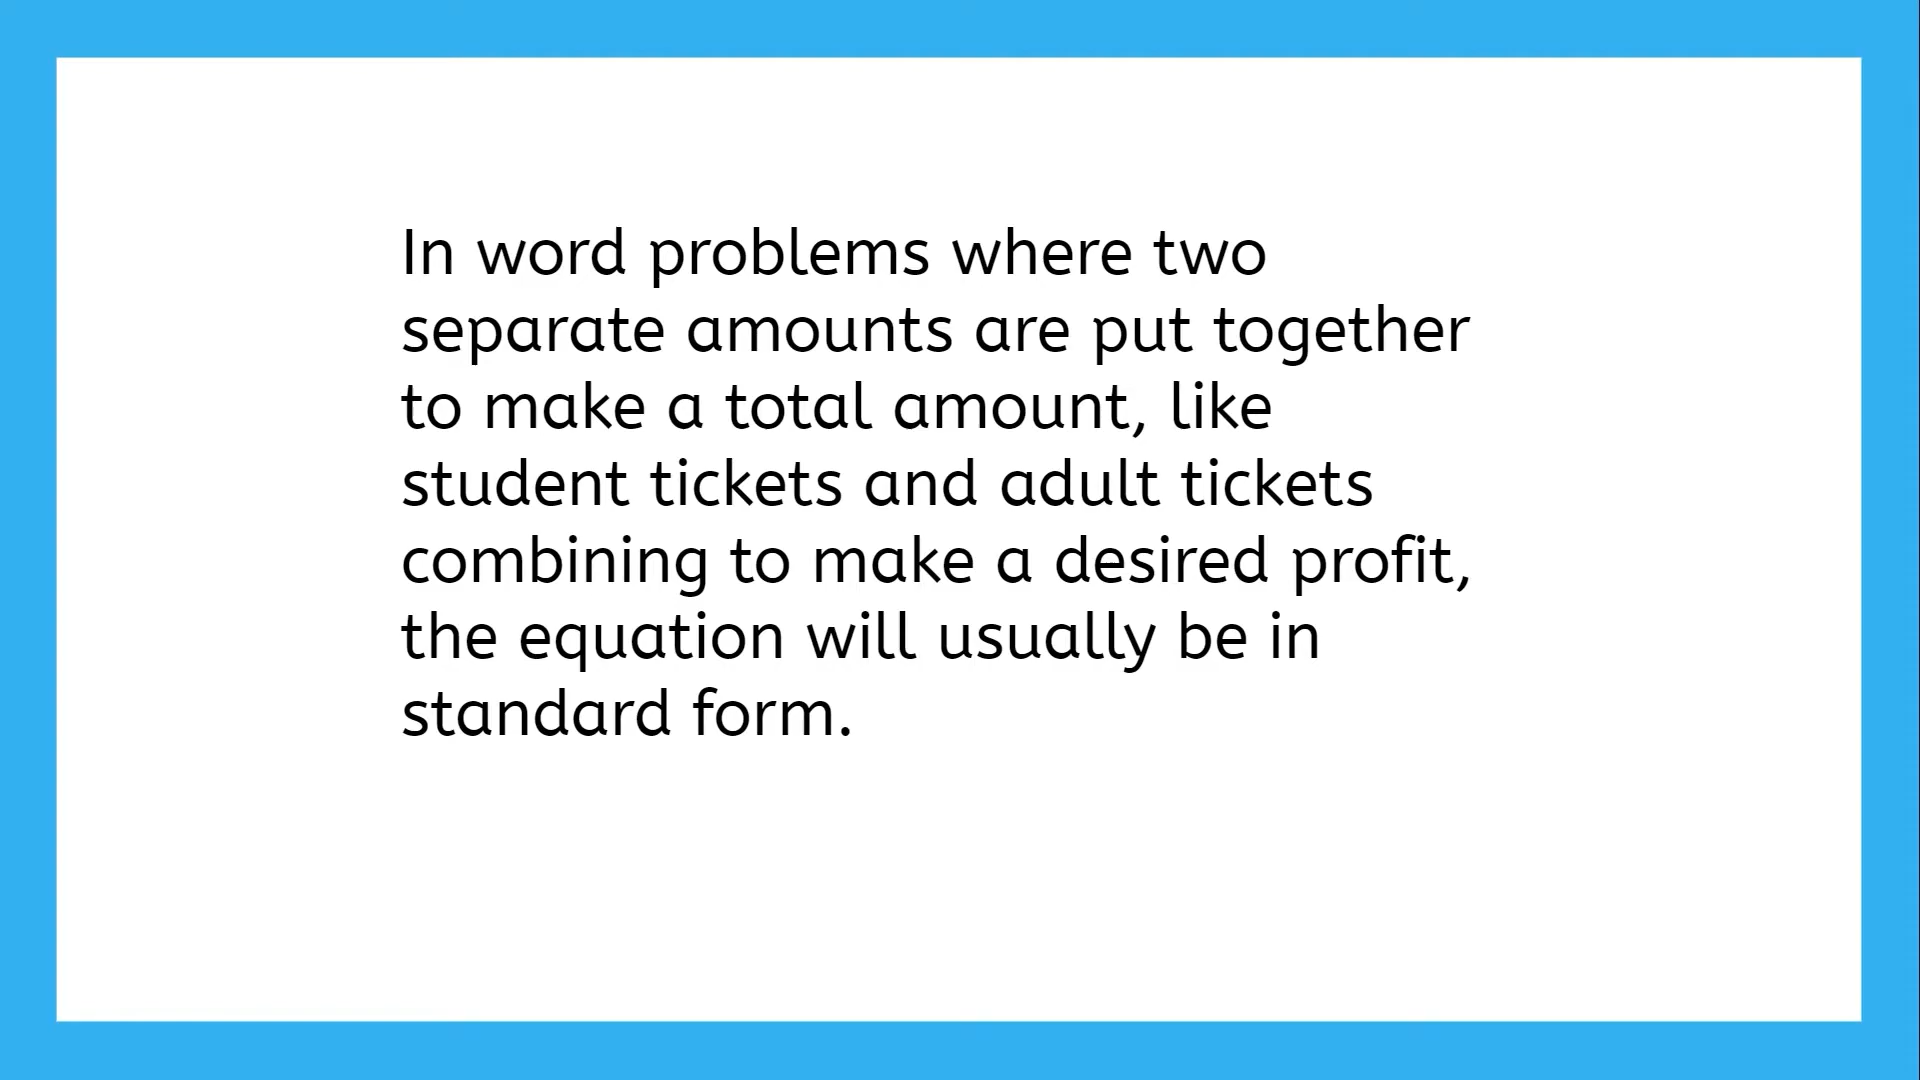 In word problems where two
separate amounts are put together
to make a total amount, like
student tickets and adult tickets
combining to make a desired profit,
the equation will usually be in
standard form.